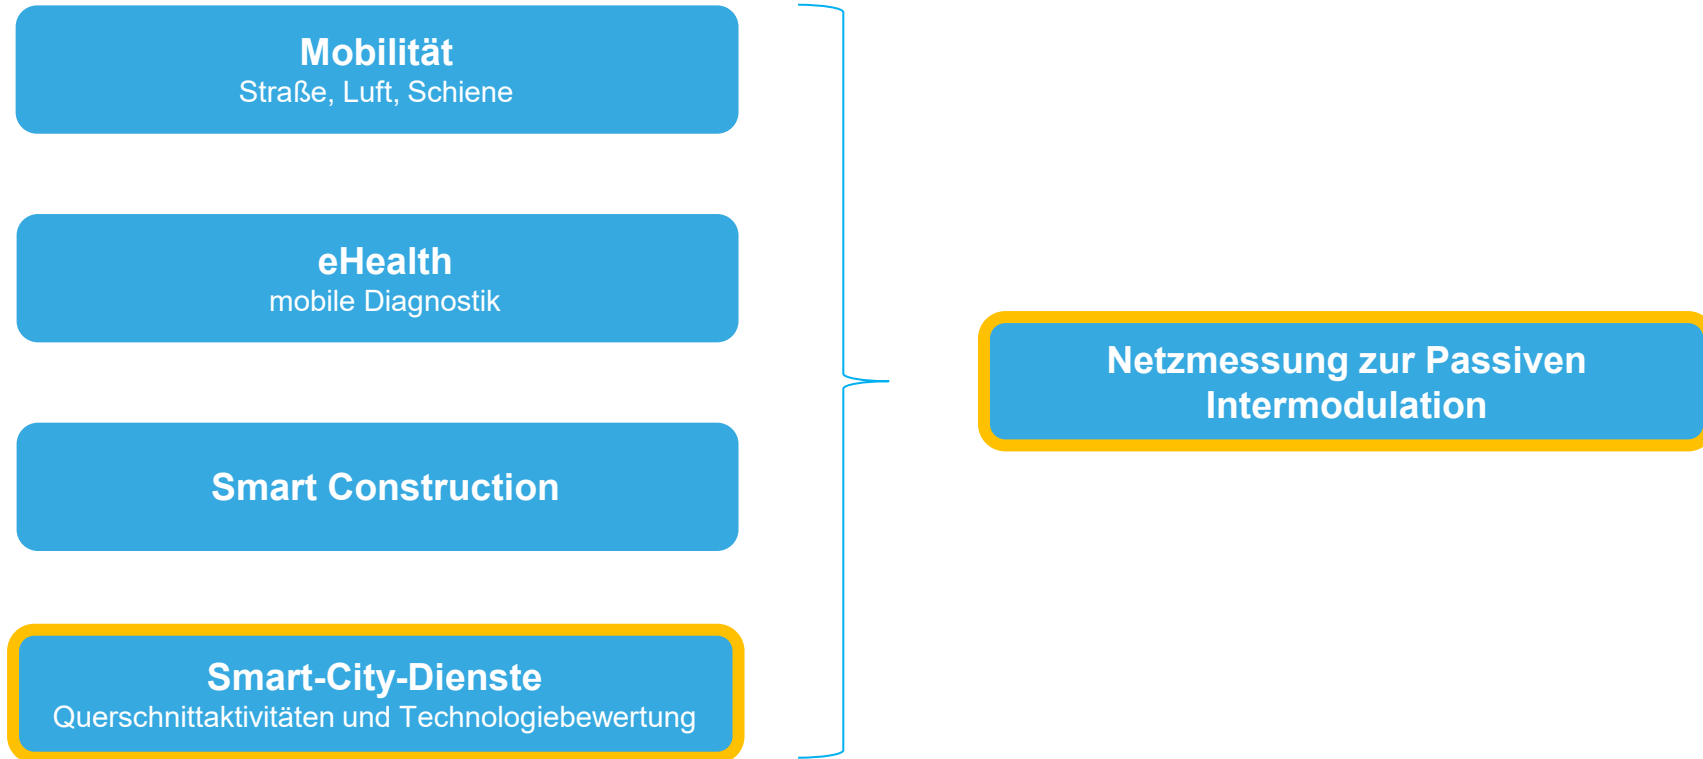 Mobilität
Straße, Luft, Schiene
eHealth
mobile Diagnostik
Smart Construction
Smart-City-Dienste
Querschnittaktivitäten und Technologiebewertung
Netzmessung zur Passiven
Intermodulation